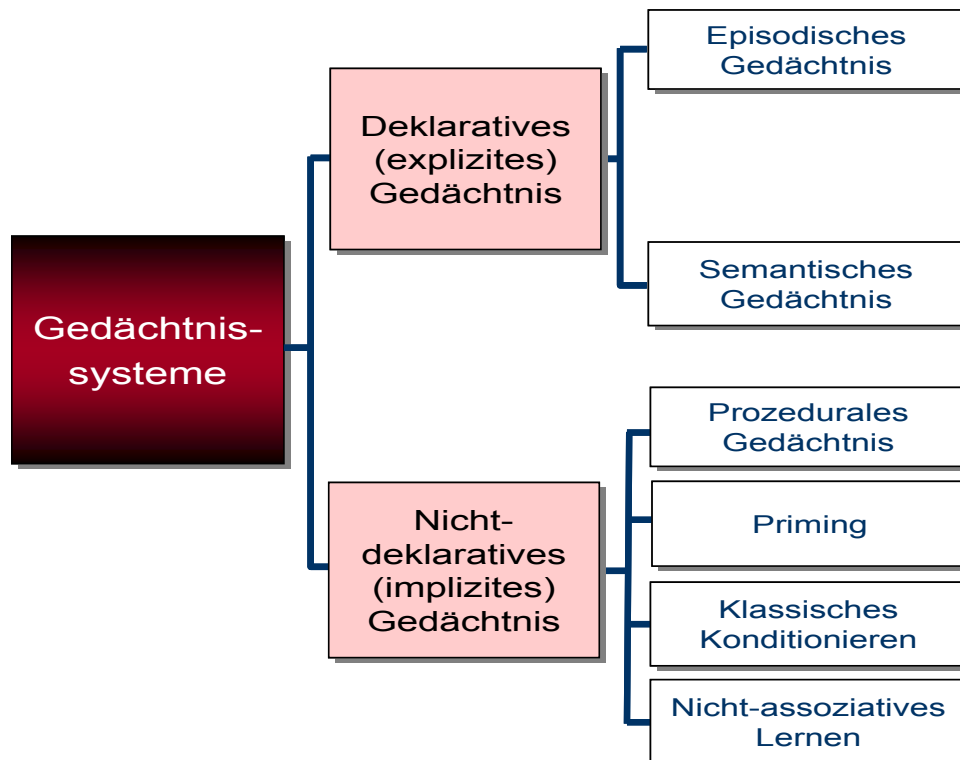 Gedächtnis-
systeme
Deklaratives
(explizites)
Gedächtnis
Episodisches
Gedächtnis
Semantisches
Gedächtnis
Nicht-
deklaratives
(implizites)
Gedächtnis
Prozedurales
Gedächtnis
Priming
Klassisches
Konditionieren
Nicht-assoziatives
Lernen